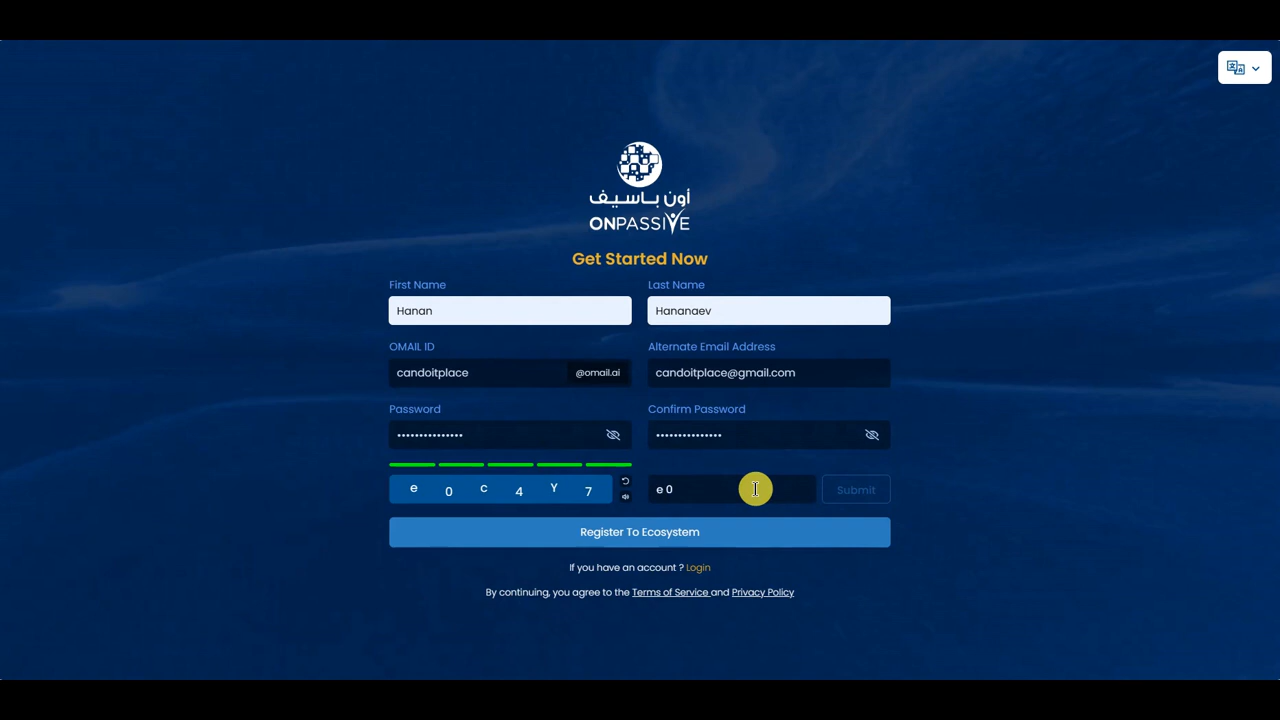 أون باسيف
ONPASSIVE
Get Started Now
First Name
Last Name
Hanan
Hananaev
OMAIL ID
Alternate Email Address
candoitplace @omail.ai
candoitplace@gmail.com
Password
Confirm Password
•••••••••••••••
•••••••••••••••
e 0 c 4 Y 7
e 0
Submit
Register To Ecosystem
If you have an account ? Login
By continuing, you agree to the Terms of Service and Privacy Policy